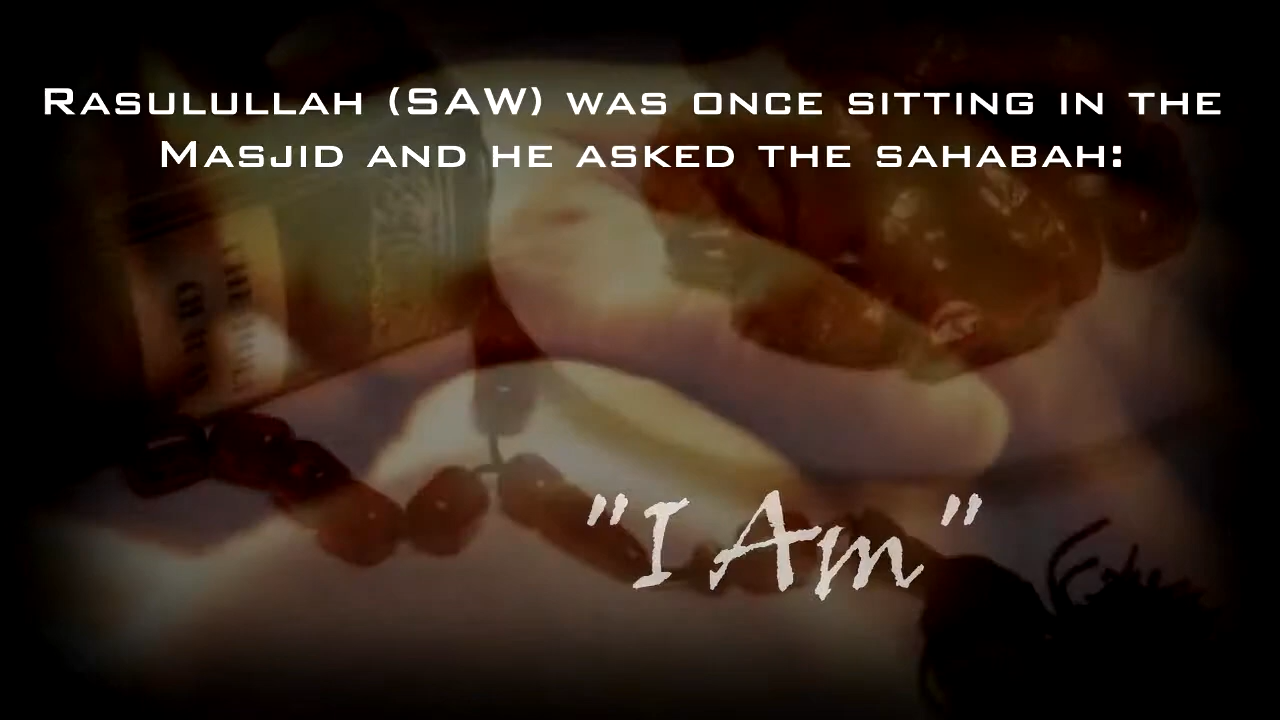 Rasulullah (SAW) was once sitting in the
Masjid and he asked the sahabah:
"I Am"